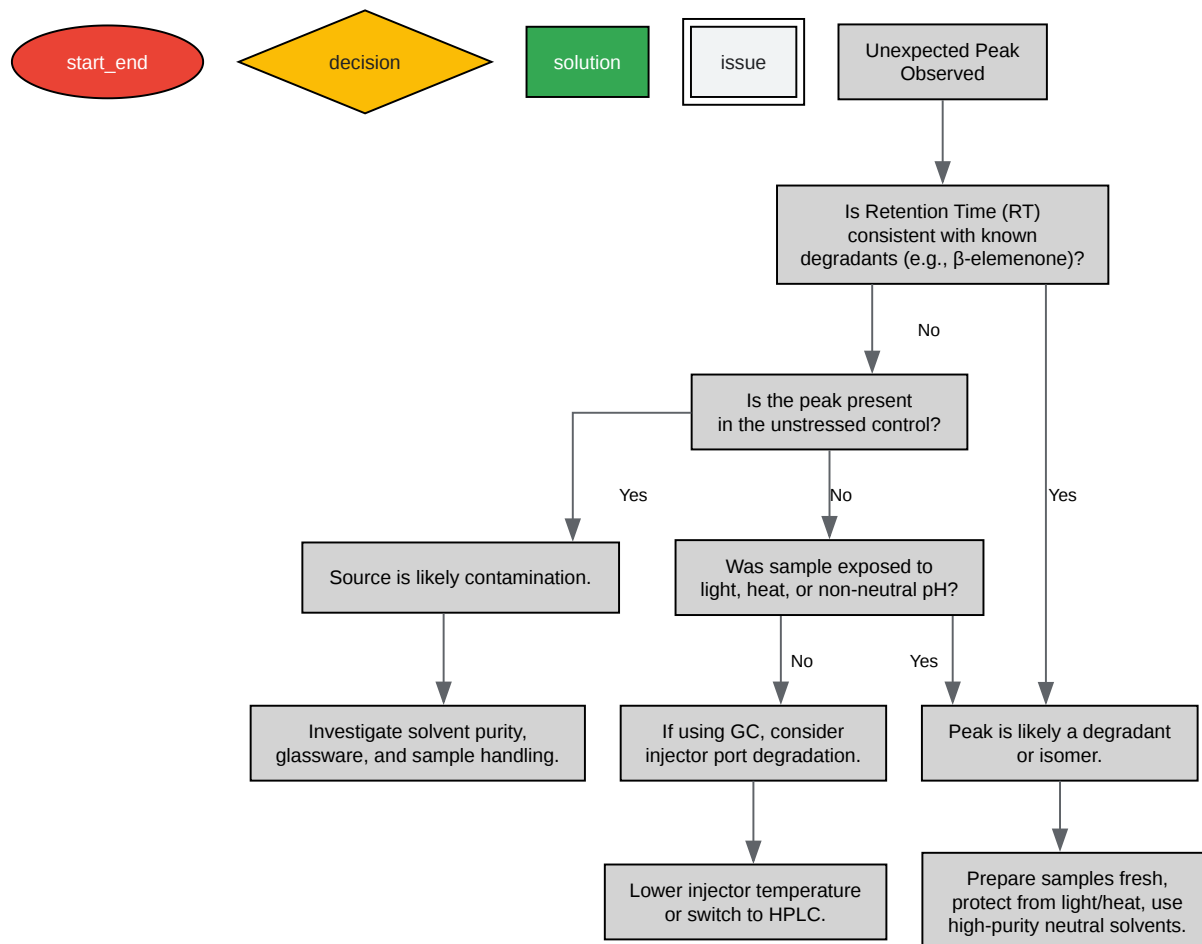 start_end
decision
solution
issue
Unexpected Peak
Observed
Is Retention Time (RT)
consistent with known
degradants (e.g., β-elemenone)?
No
Is the peak present
in the unstressed control?
Yes
No
Yes
Source is likely contamination.
Was sample exposed to
light, heat, or non-neutral pH?
No
Yes
Investigate solvent purity,
glassware, and sample handling.
If using GC, consider
injector port degradation.
Peak is likely a degradant
or isomer.
Lower injector temperature
or switch to HPLC.
Prepare samples fresh,
protect from light/heat, use
high-purity neutral solvents.